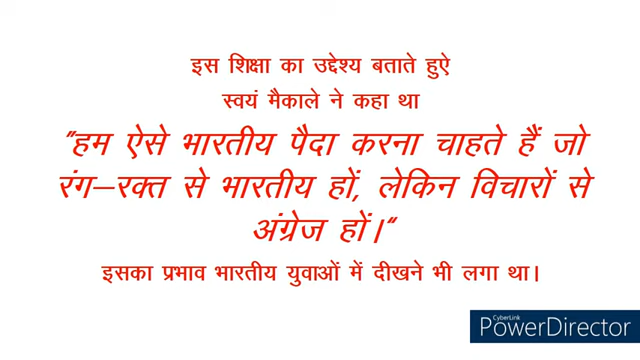 इस शिक्षा का उद्देश्य बताते हुऐ
स्वयं मैकाले ने कहा था
"हम ऐसे भारतीय पैदा करना चाहते हैं जो
रंग–रक्त से भारतीय हों, लेकिन विचारों से
अंग्रेज हों।"
इसका प्रभाव भारतीय युवाओं में दीखने भी लगा था।
CyberLink
PowerDirector